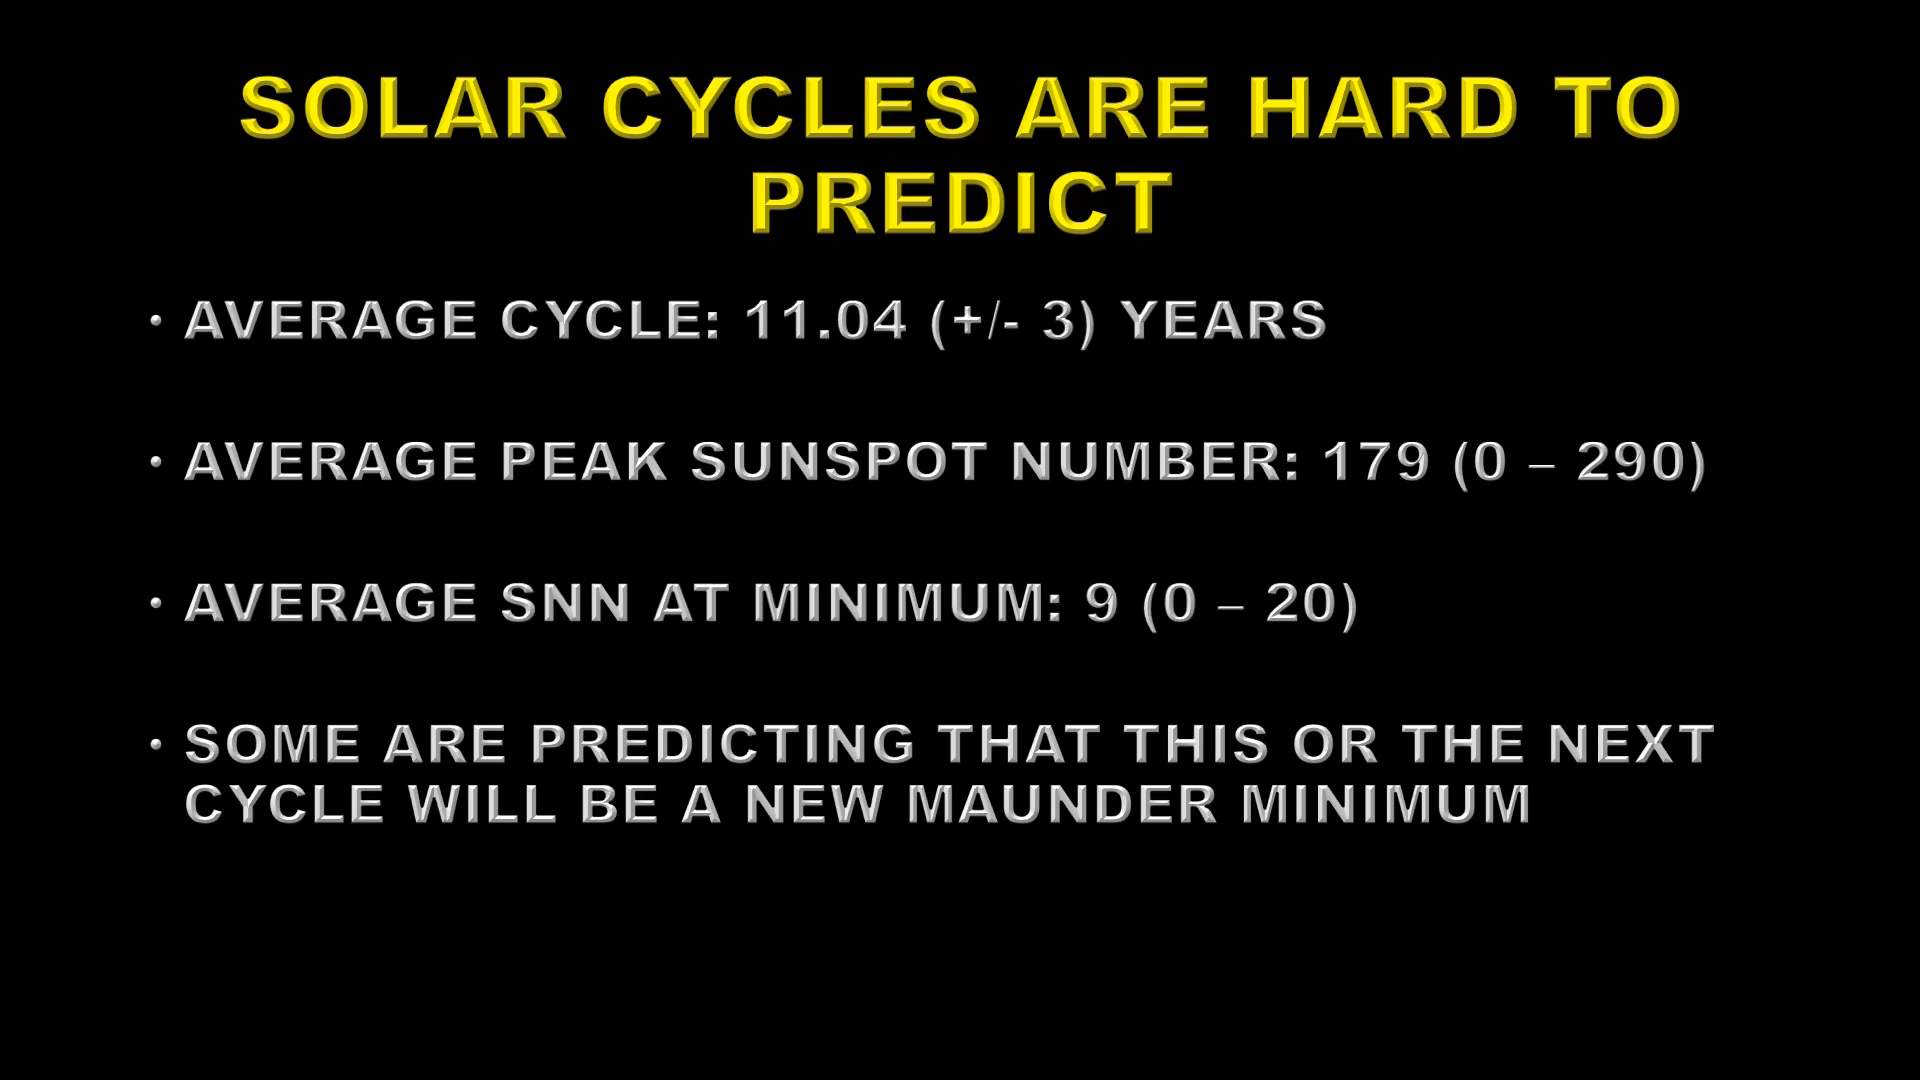 SOLAR CYCLES ARE HARD TO
PREDICT
• AVERAGE CYCLE: 11.04 (+/- 3) YEARS
• AVERAGE PEAK SUNSPOT NUMBER: 179 (0 – 290)
• AVERAGE SNN AT MINIMUM: 9 (0 – 20)
• SOME ARE PREDICTING THAT THIS OR THE NEXT
CYCLE WILL BE A NEW MAUNDER MINIMUM